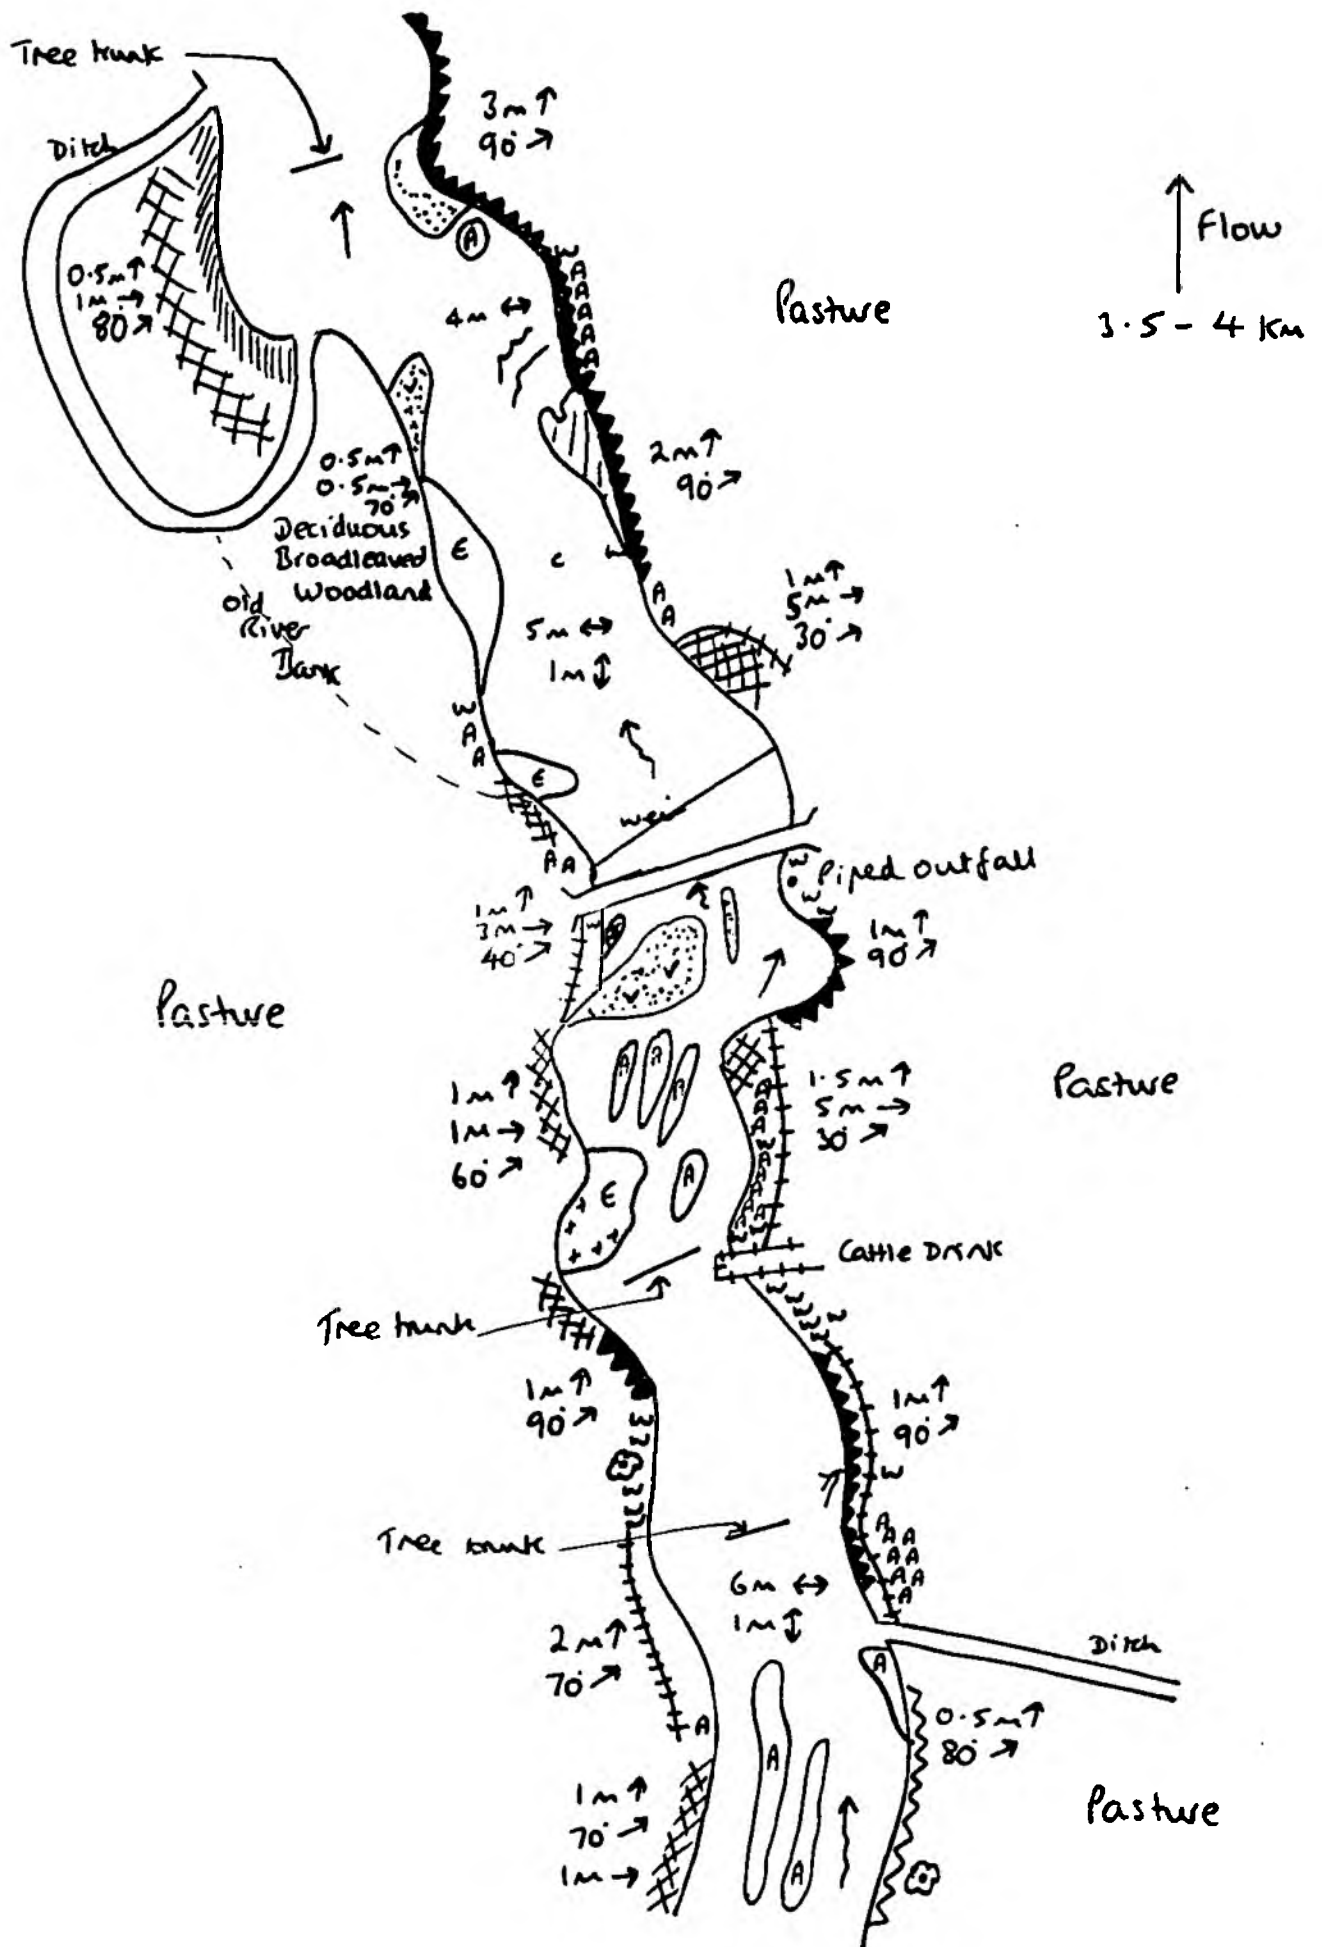 Tree trunk
Ditch
3m ↑
90° ↗
A
Flow
3.5 - 4 Km
W
A
A
A
A
A
A
Pasture
4m ↔
0.5m ↑
1m →
80° ↗
2m ↑
90° ↗
0.5m ↑
0.5m →
70° ↗
Deciduous
Broadleaved
Woodland
E
c
W
Old
River
Bank
A
A
1m ↑
5m →
30° ↗
5m ↔
1m ↕
W
A
A
E
weir
A A
W
Piped outfall
W
W
1m ↑
3m →
40° ↗
W
1m ↑
90° ↗
Pasture
A
A
A
1m ↑
1m →
60° ↗
1.5m ↑
5m →
30° ↗
Pasture
A
A
A
A
W
A
A
A
A
A
W
E
A
Cattle Drink
Tree trunk
1m ↑
90° ↗
1m ↑
90° ↗
W
Tree trunk
A
A A
A A
A A
A
6m ↔
1m ↕
2m ↑
70° ↗
Ditch
A
A
0.5m ↑
80° ↗
A
A
1m ↑
70° ↗
1m →
Pasture